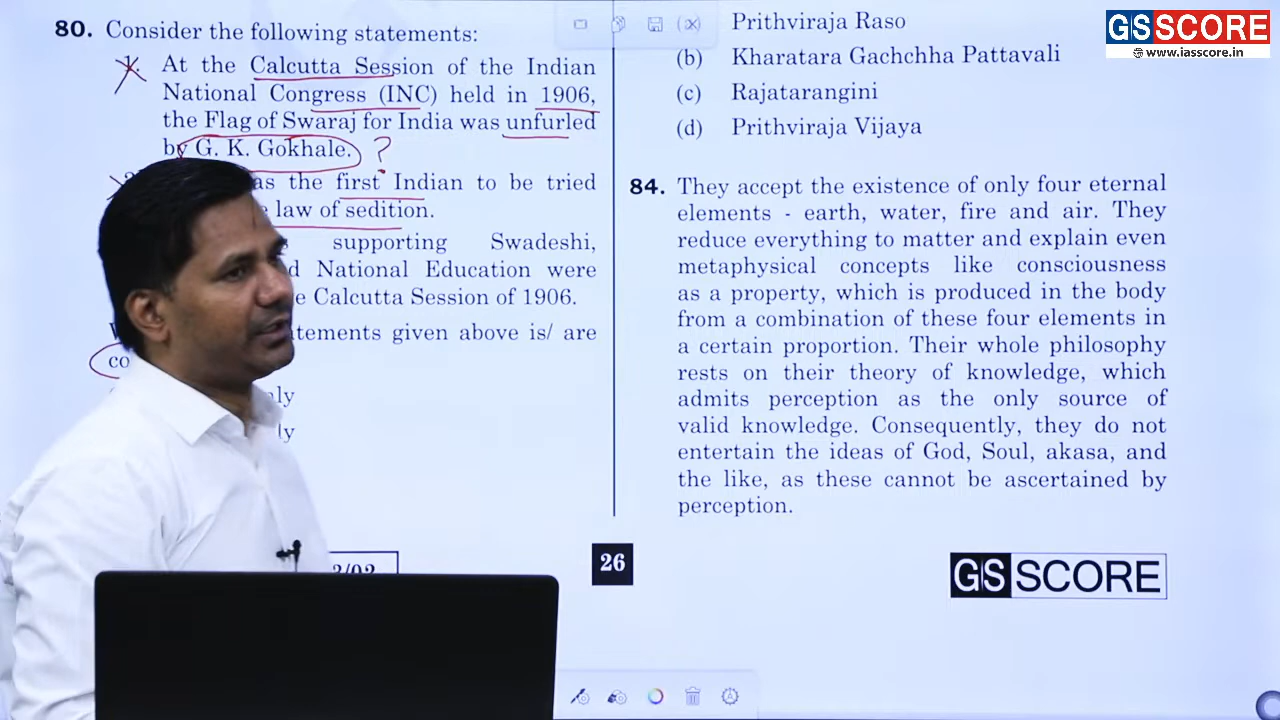 80. Consider the following statements:
1. At the Calcutta Session of the Indian
National Congress (INC) held in 1906,
the Flag of Swaraj for India was unfurled
by G. K. Gokhale. ?
as the first Indian to be tried
law of sedition.
supporting Swadeshi,
d National Education were
e Calcutta Session of 1906.
tements given above is/ are
co
nly
ly
26
Prithviraja Raso
(b) Kharatara Gachchha Pattavali
(c) Rajatarangini
(d) Prithviraja Vijaya
84. They accept the existence of only four eternal
elements - earth, water, fire and air. They
reduce everything to matter and explain even
metaphysical concepts like consciousness
as a property, which is produced in the body
from a combination of these four elements in
a certain proportion. Their whole philosophy
rests on their theory of knowledge, which
admits perception as the only source of
valid knowledge. Consequently, they do not
entertain the ideas of God, Soul, akasa, and
the like, as these cannot be ascertained by
perception.
GS SCORE
GSSCORE
www.iasscore.in